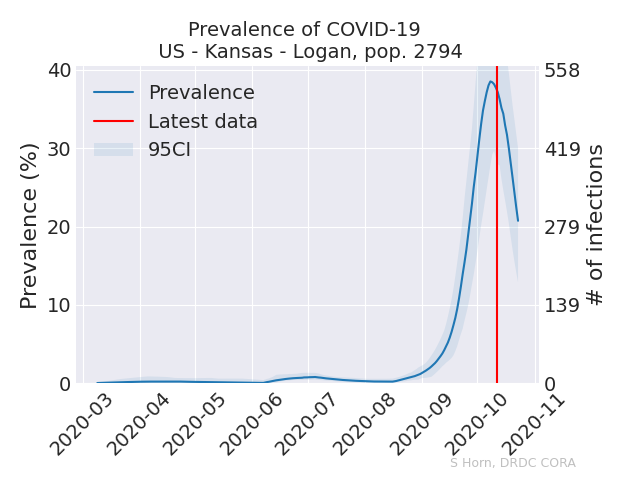 Prevalence of COVID-19
US - Kansas - Logan, pop. 2794
Prevalence
Latest data
95CI
Prevalence (%)
40
30
20
10
0
558
419
279
139
0
# of infections
2020-03
2020-04
2020-05
2020-06
2020-07
2020-08
2020-09
2020-10
2020-11
S Horn, DRDC CORA